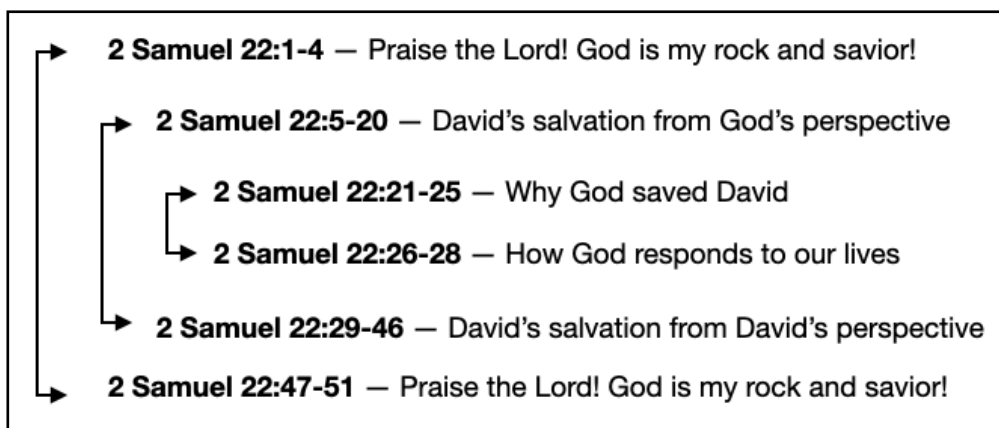 2 Samuel 22:1-4 — Praise the Lord! God is my rock and savior!
2 Samuel 22:5-20 — David’s salvation from God’s perspective
2 Samuel 22:21-25 — Why God saved David
2 Samuel 22:26-28 — How God responds to our lives
2 Samuel 22:29-46 — David’s salvation from David’s perspective
2 Samuel 22:47-51 — Praise the Lord! God is my rock and savior!